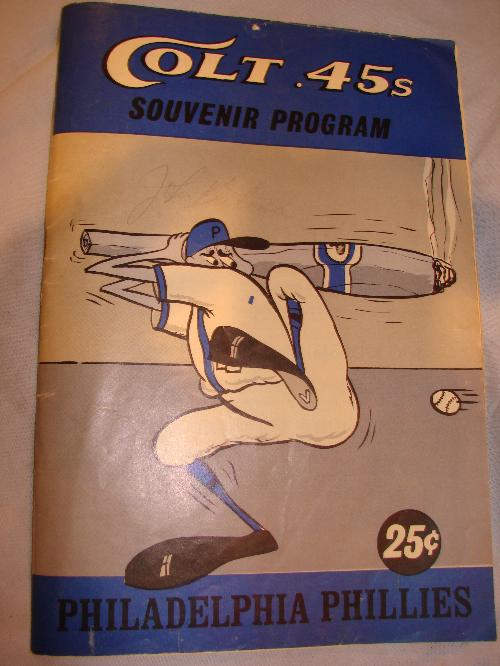 COLT .45s
SOUVENIR PROGRAM
P
25¢
PHILADELPHIA PHILLIES